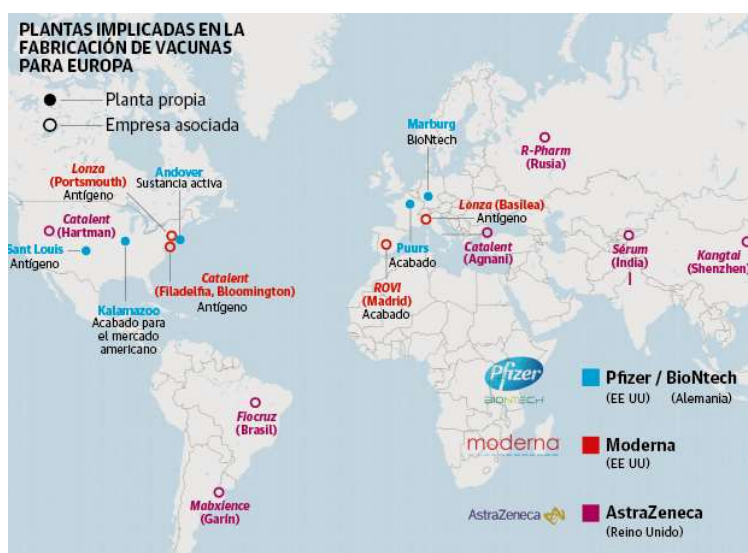 PLANTAS IMPLICADAS EN LA
FABRICACIÓN DE VACUNAS
PARA EUROPA
Planta propia
Empresa asociada
Marburg
BioNtech
R-Pharm
(Rusia)
Lonza
(Portsmouth)
Antígeno
Andover
Sustancia activa
Catalent
(Hartman)
Lonza (Basilea)
Antígeno
Sant Louis
Antígeno
Puurs
Acabado
Catalent
(Agnani)
Sérum
(India)
Kangtai
(Shenzhen)
Catalent
(Filadelfia, Bloomington)
Antígeno
ROVI
(Madrid)
Acabado
Kalamazoo
Acabado para
el mercado
americano
Pfizer
BIONTECH
Pfizer / BioNtech
(EE UU) (Alemania)
Fiocruz
(Brasil)
moderna
Moderna
(EE UU)
Mabxience
(Garín)
AstraZeneca
AstraZeneca
(Reino Unido)